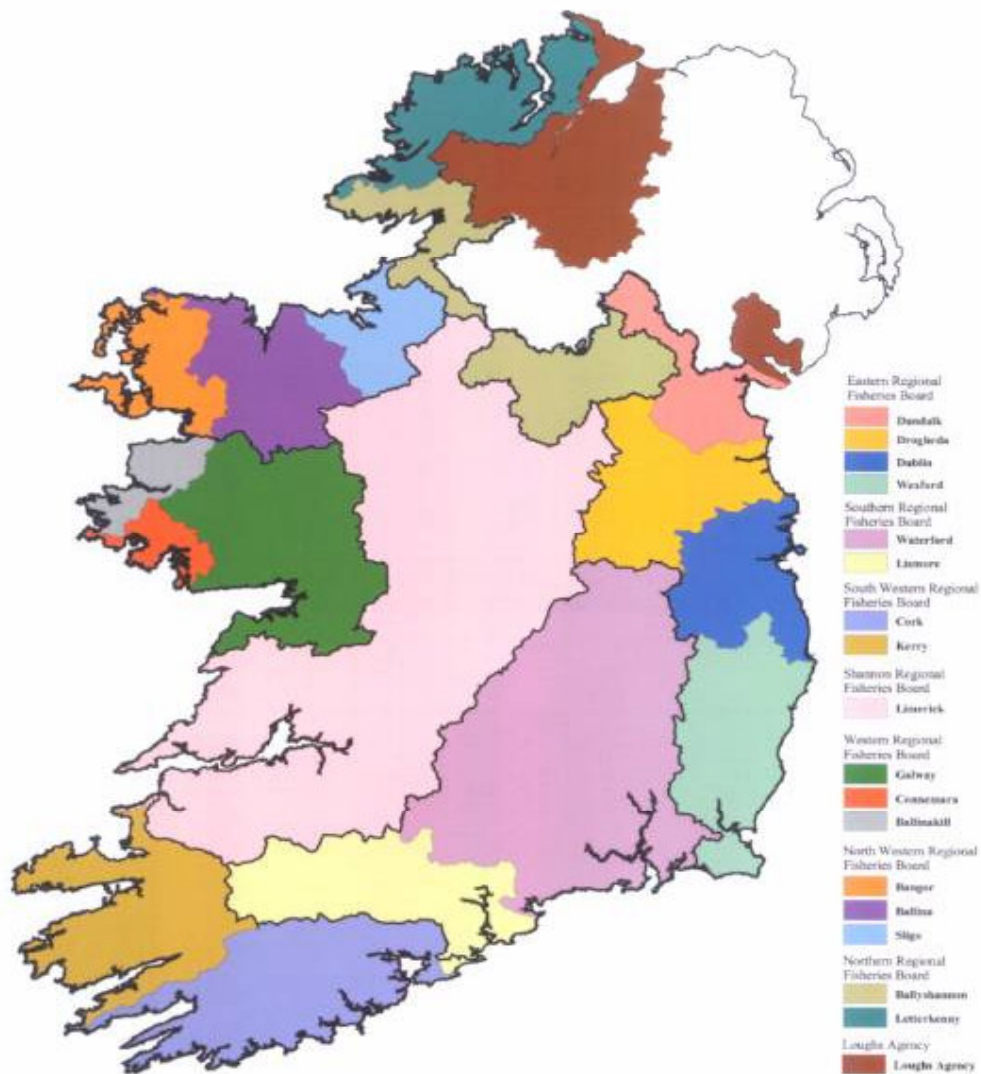 Eastern Regional
Fisheries Board
Dundalk
Drogheda
Dublin
Wexford
Southern Regional
Fisheries Board
Waterford
Lismore
South Western Regional
Fisheries Board
Cork
Kerry
Shannon Regional
Fisheries Board
Limerick
Western Regional
Fisheries Board
Galway
Connemara
Ballinakill
North Western Regional
Fisheries Board
Bangor
Ballina
Sligo
Northern Regional
Fisheries Board
Ballyshannon
Letterkenny
Loughs Agency
Loughs Agency